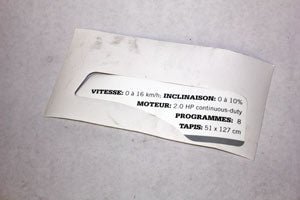 VITESSE: 0 à 16 km/h; INCLINAISON: 0 à 10%
MOTEUR: 2.0 HP continuous-duty
PROGRAMMES: 8
TAPIS: 51 x 127 cm